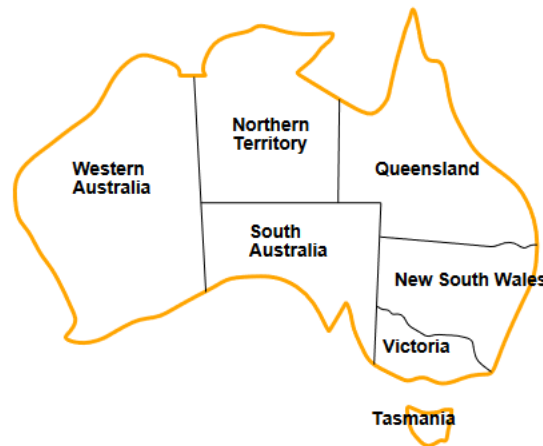 Northern
Territory
Western
Australia
Queensland
South
Australia
New South Wales
Victoria
Tasmania